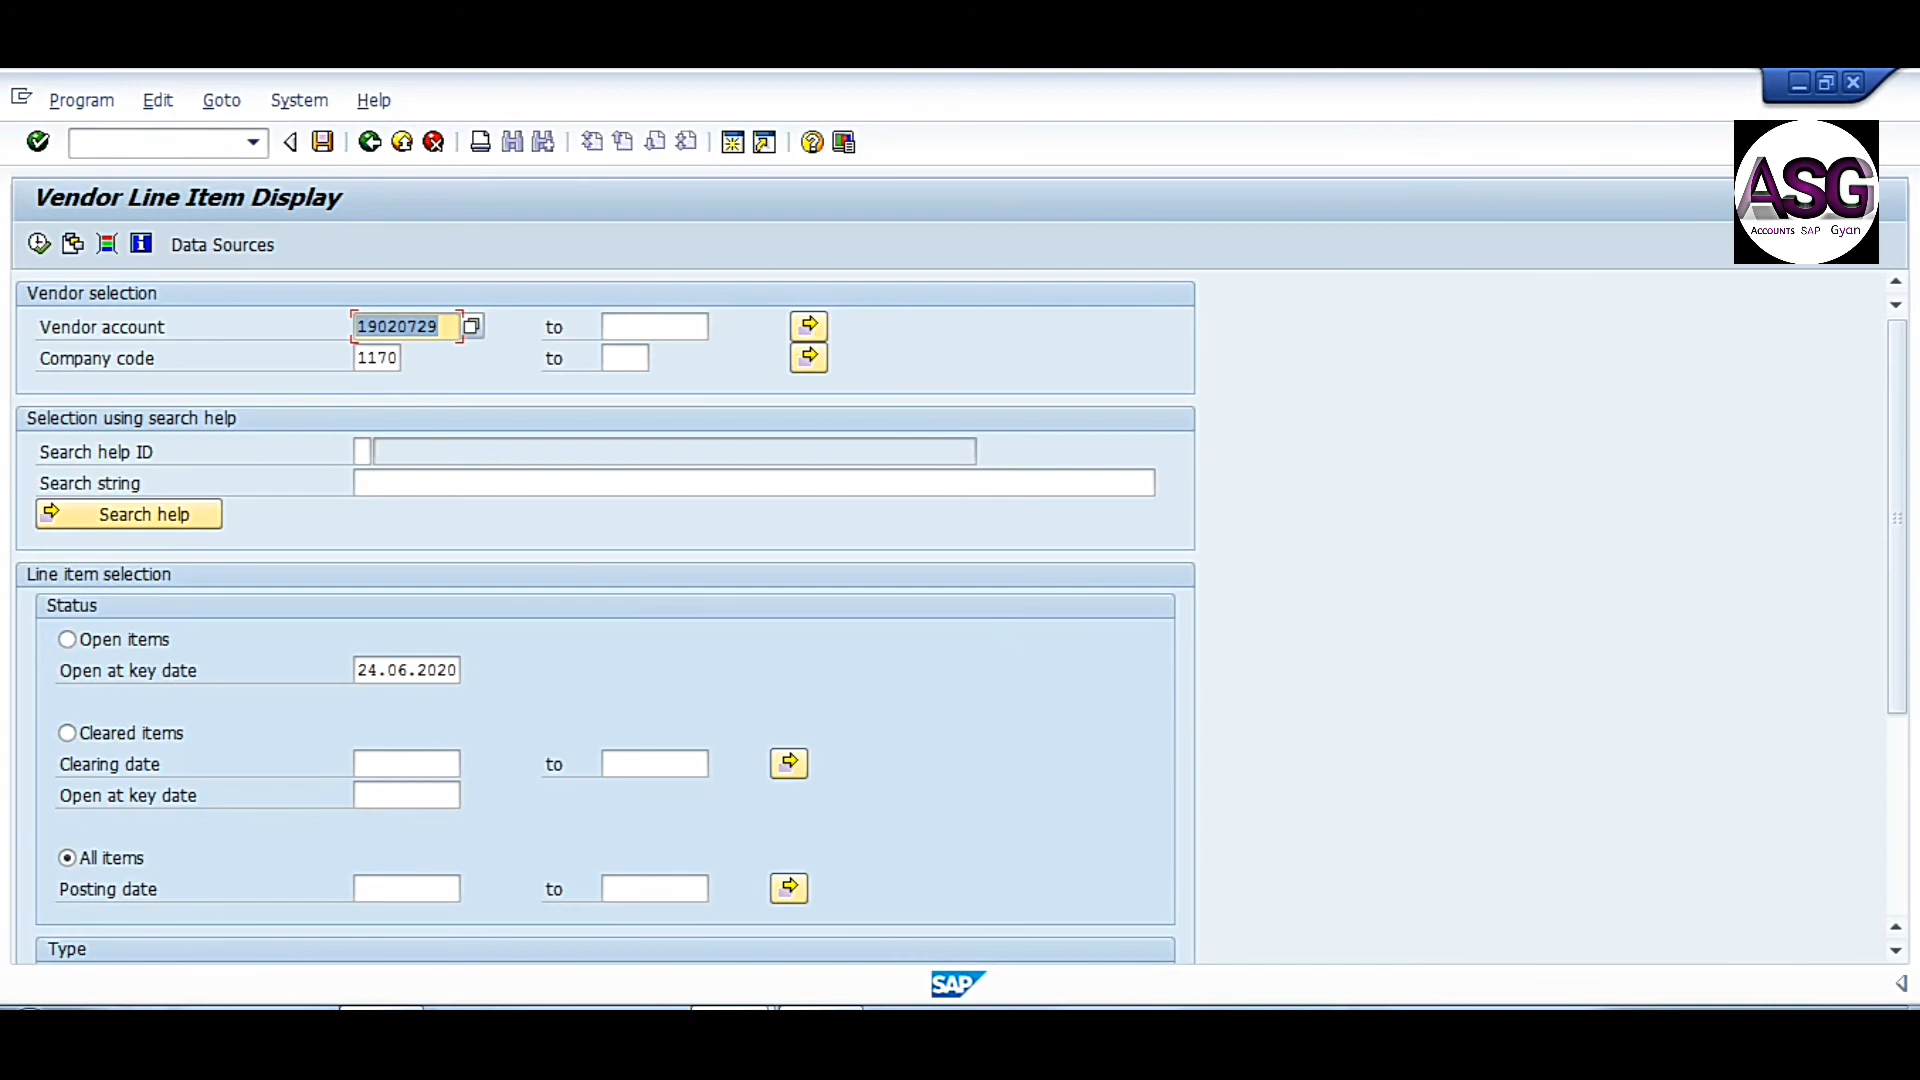 Program Edit Goto System Help
Vendor Line Item Display
Data Sources
ASG
Accounts SAP Gyan
Vendor selection
Vendor account 19020729 to
Company code 1170 to
Selection using search help
Search help ID
Search string
Search help
Line item selection
Status
Open items
Open at key date 24.06.2020
Cleared items
Clearing date to
Open at key date
All items
Posting date to
Type
SAP